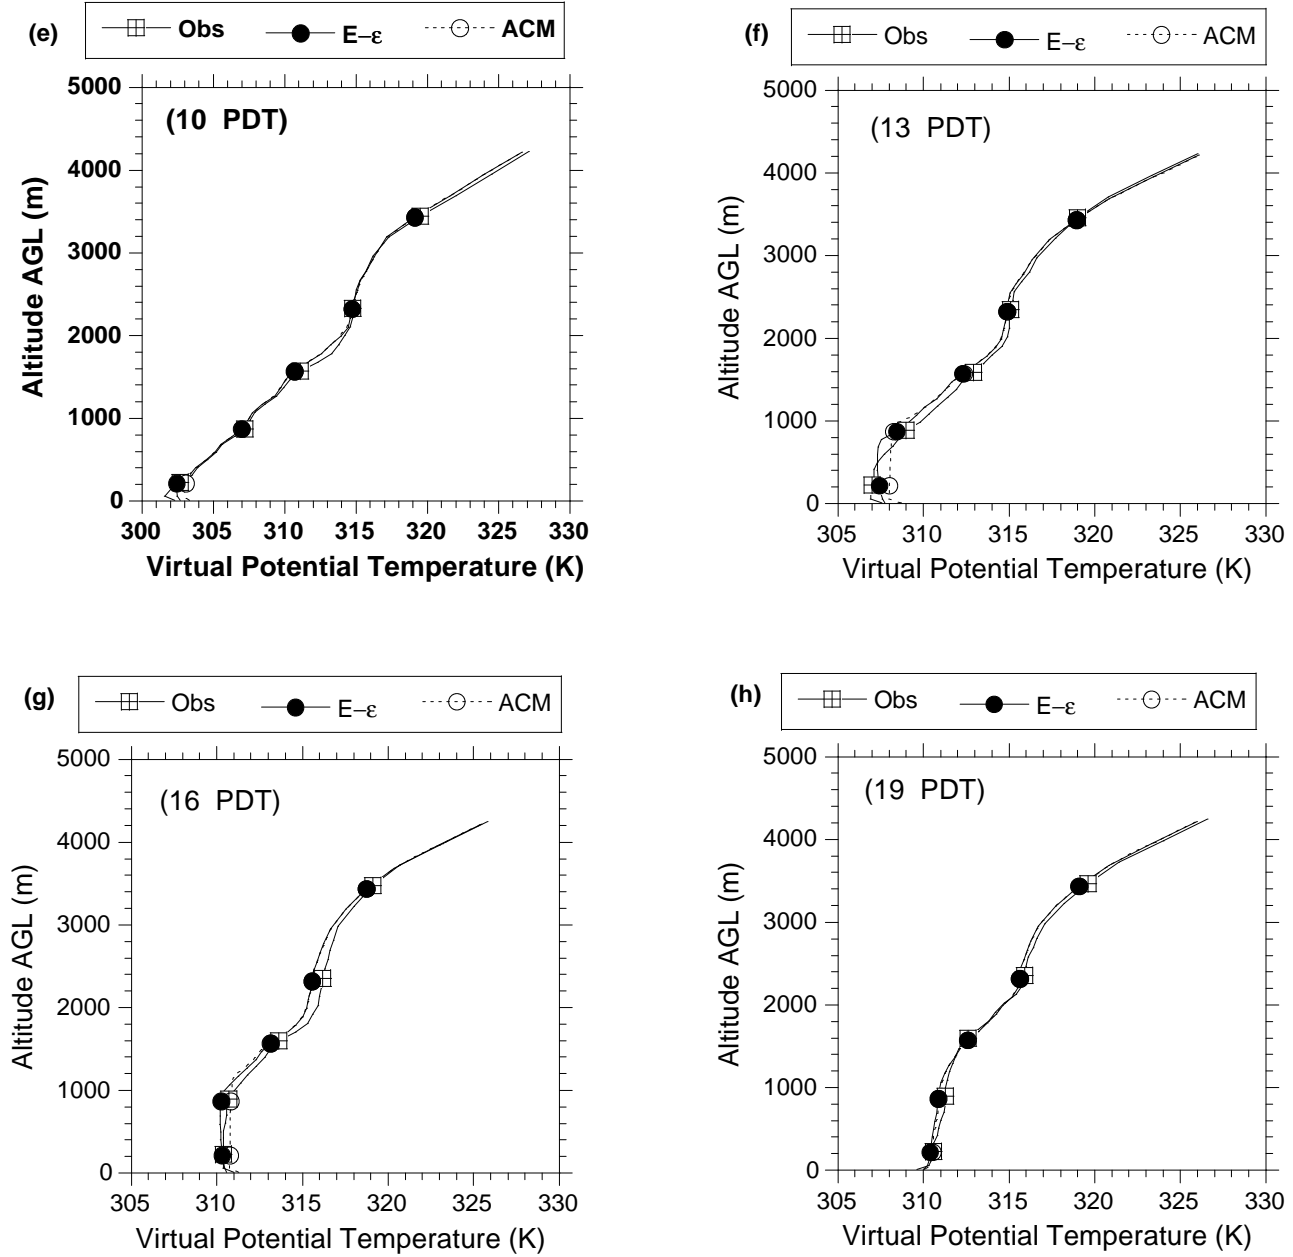 (e) Obs E–ε ACM
(10 PDT)
5000
4000
3000
2000
1000
0
Altitude AGL (m)
300 305 310 315 320 325 330
Virtual Potential Temperature (K)
(f) Obs E–ε ACM
(13 PDT)
5000
4000
3000
2000
1000
0
Altitude AGL (m)
305 310 315 320 325 330
Virtual Potential Temperature (K)
(g) Obs E–ε ACM
(16 PDT)
5000
4000
3000
2000
1000
0
Altitude AGL (m)
305 310 315 320 325 330
Virtual Potential Temperature (K)
(h) Obs E–ε ACM
(19 PDT)
5000
4000
3000
2000
1000
0
Altitude AGL (m)
305 310 315 320 325 330
Virtual Potential Temperature (K)